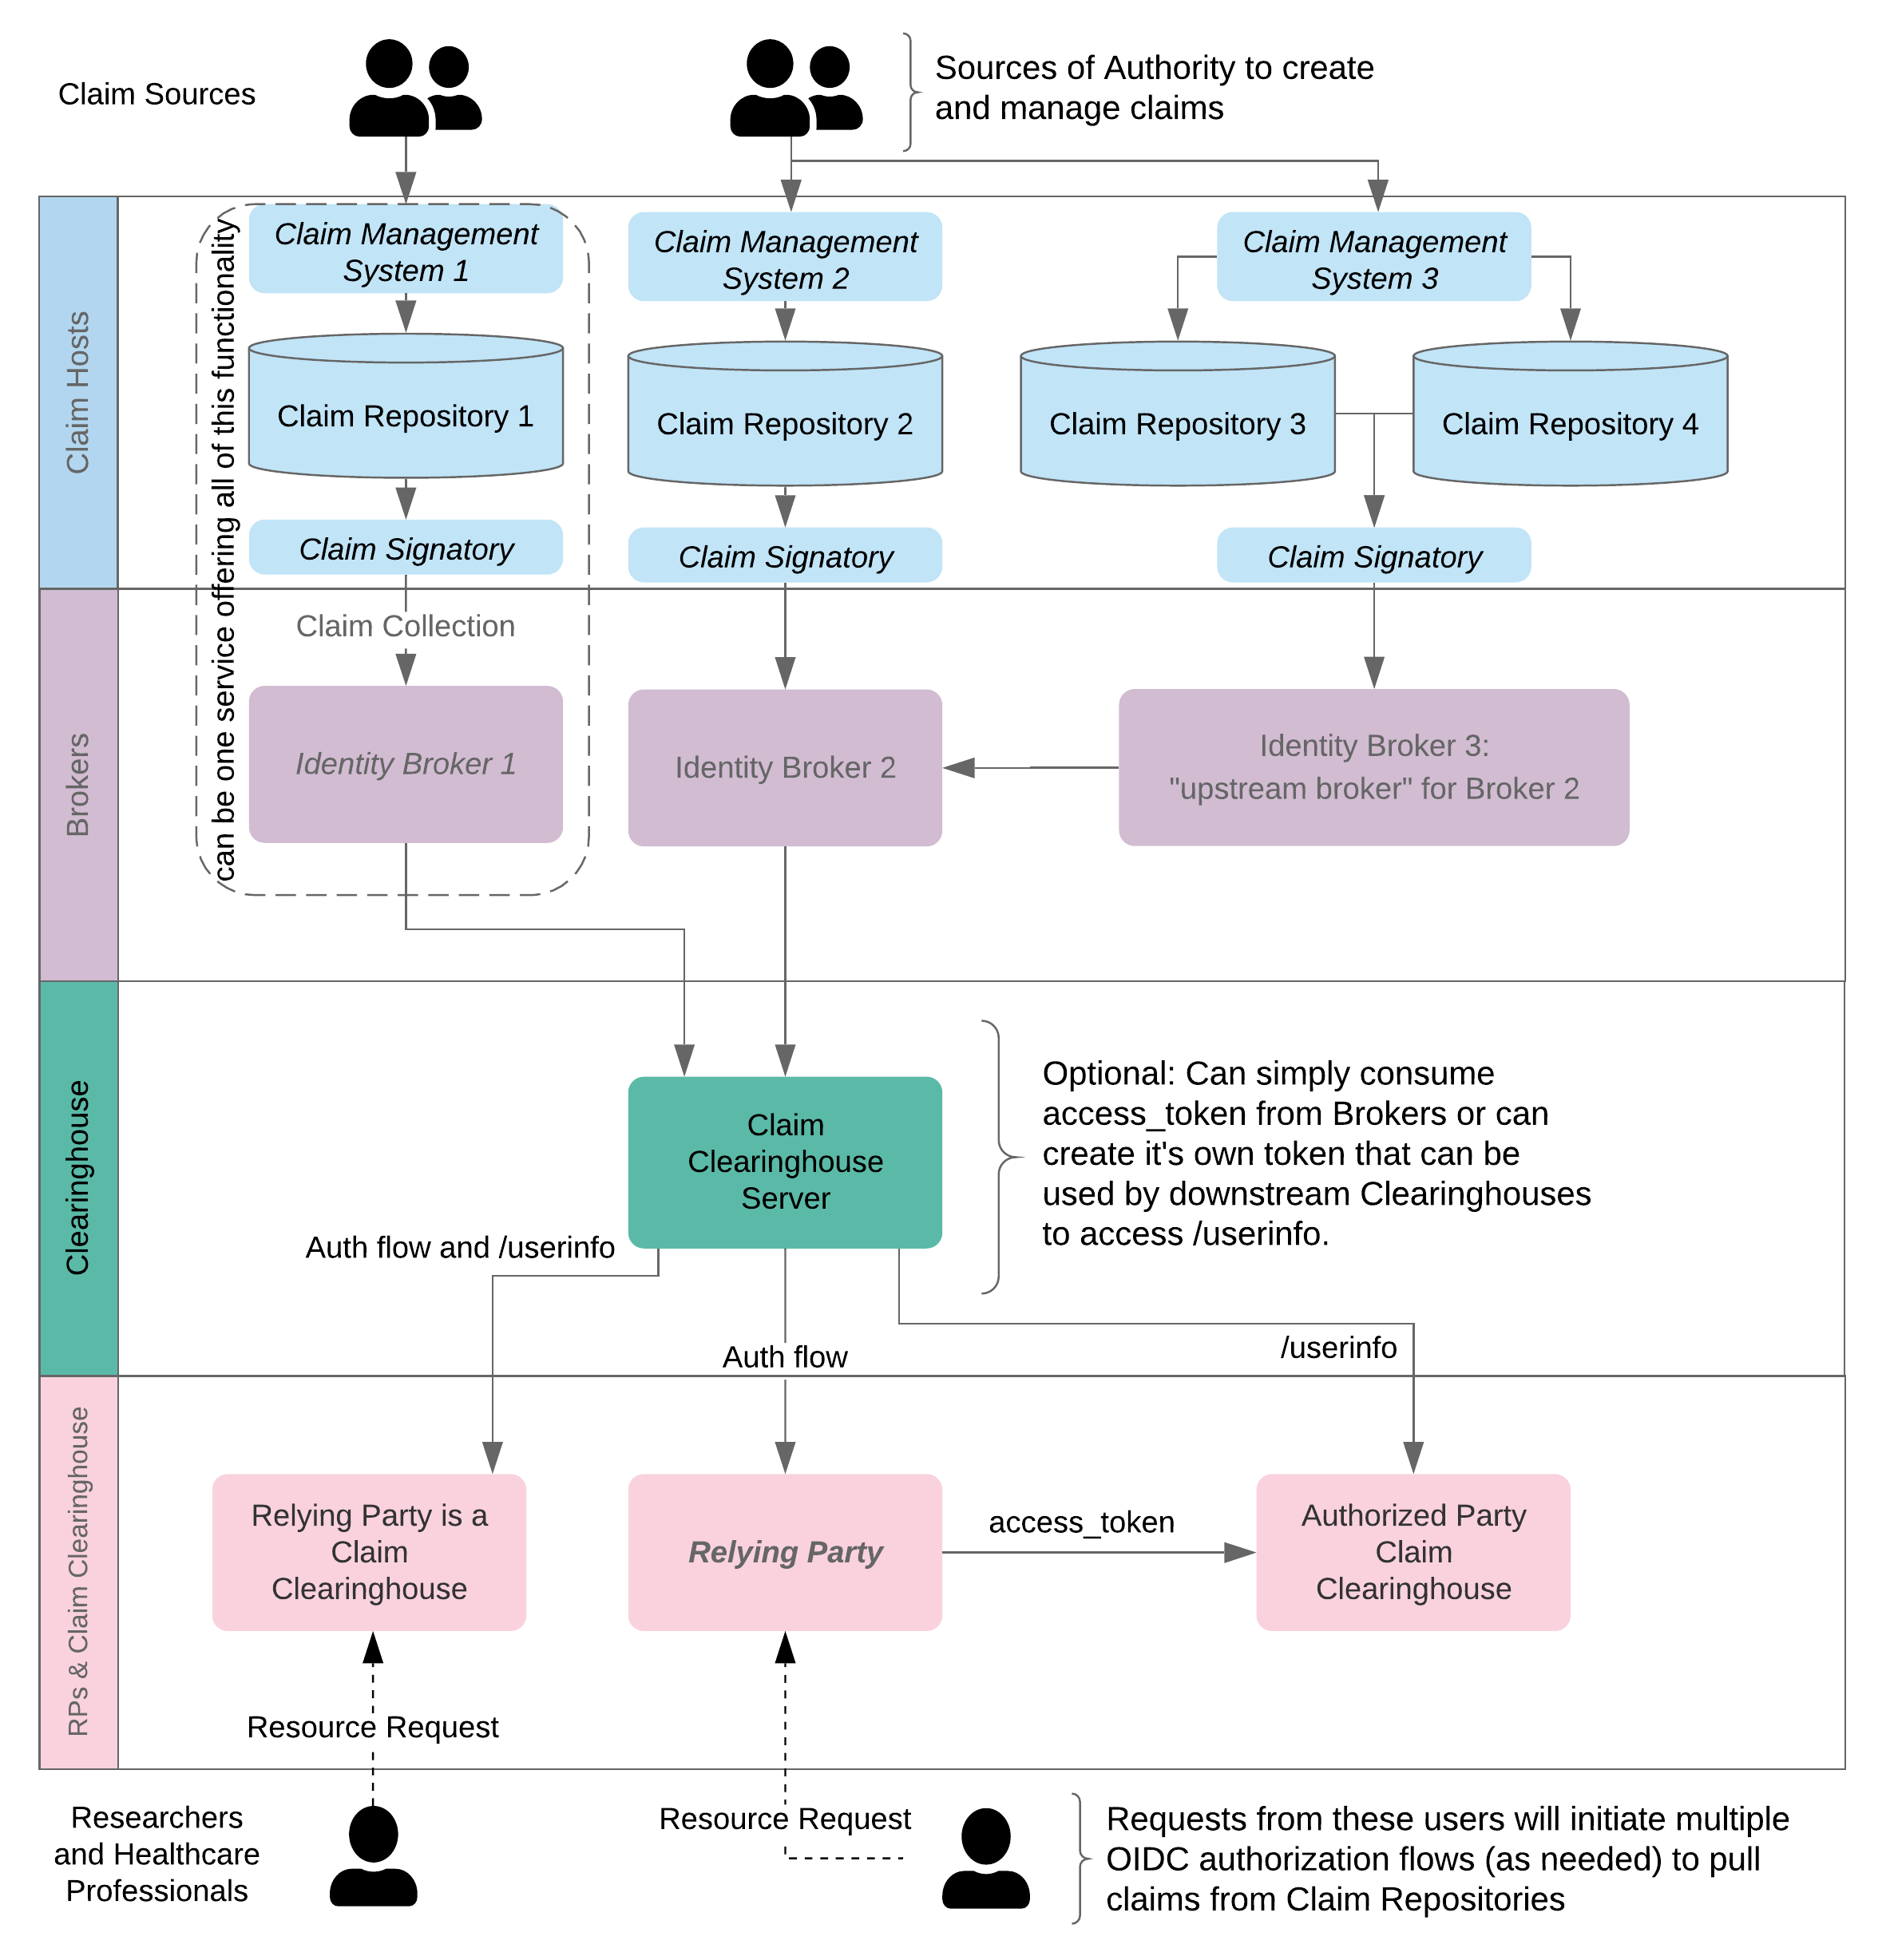 Claim Sources
Sources of Authority to create
and manage claims
Claim Hosts
can be one service offering all of this functionality
Claim Management
System 1
Claim Management
System 2
Claim Management
System 3
Claim Repository 1
Claim Repository 2
Claim Repository 3
Claim Repository 4
Claim Signatory
Claim Signatory
Claim Signatory
Brokers
Claim Collection
Identity Broker 1
Identity Broker 2
Identity Broker 3:
"upstream broker" for Broker 2
Clearinghouse
Claim
Clearinghouse
Server
Optional: Can simply consume
access_token from Brokers or can
create it's own token that can be
used by downstream Clearinghouses
to access /userinfo.
Auth flow and /userinfo
Auth flow
/userinfo
RPs & Claim Clearinghouse
Relying Party is a
Claim
Clearinghouse
Relying Party
access_token
Authorized Party
Claim
Clearinghouse
Resource Request
Resource Request
Researchers
and Healthcare
Professionals
Requests from these users will initiate multiple
OIDC authorization flows (as needed) to pull
claims from Claim Repositories